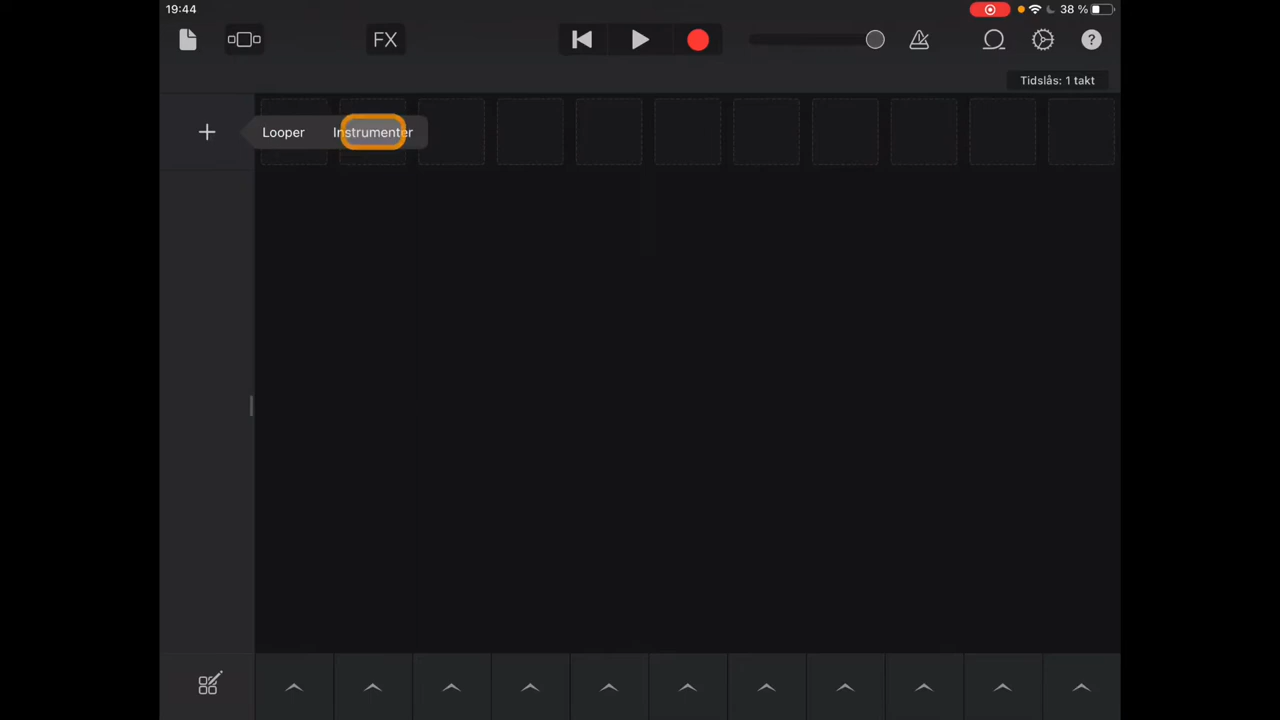 19:44
38 %
FX
?
Tidslås: 1 takt
+ Looper Instrumenter